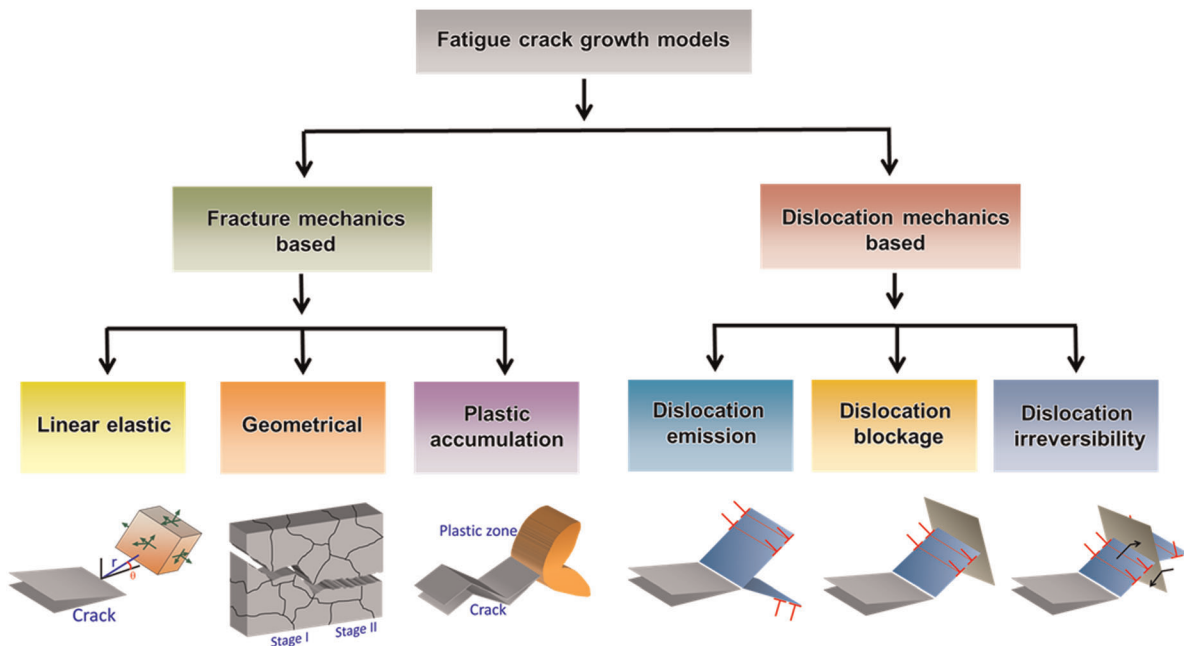 Fatigue crack growth models
Fracture mechanics
based
Dislocation mechanics
based
Linear elastic
Geometrical
Plastic
accumulation
Dislocation
emission
Dislocation
blockage
Dislocation
irreversibility
r
θ
Crack
Stage I
Stage II
Plastic zone
Crack